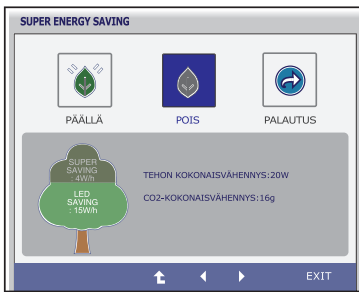 SUPER ENERGY SAVING
PÄÄLLÄ
POIS
PALAUTUS
SUPER
SAVING
: 4W/h
LED
SAVING
: 15W/h
TEHON KOKONAISVÄHENNYS:20W
CO2-KOKONAISVÄHENNYS:16g
EXIT